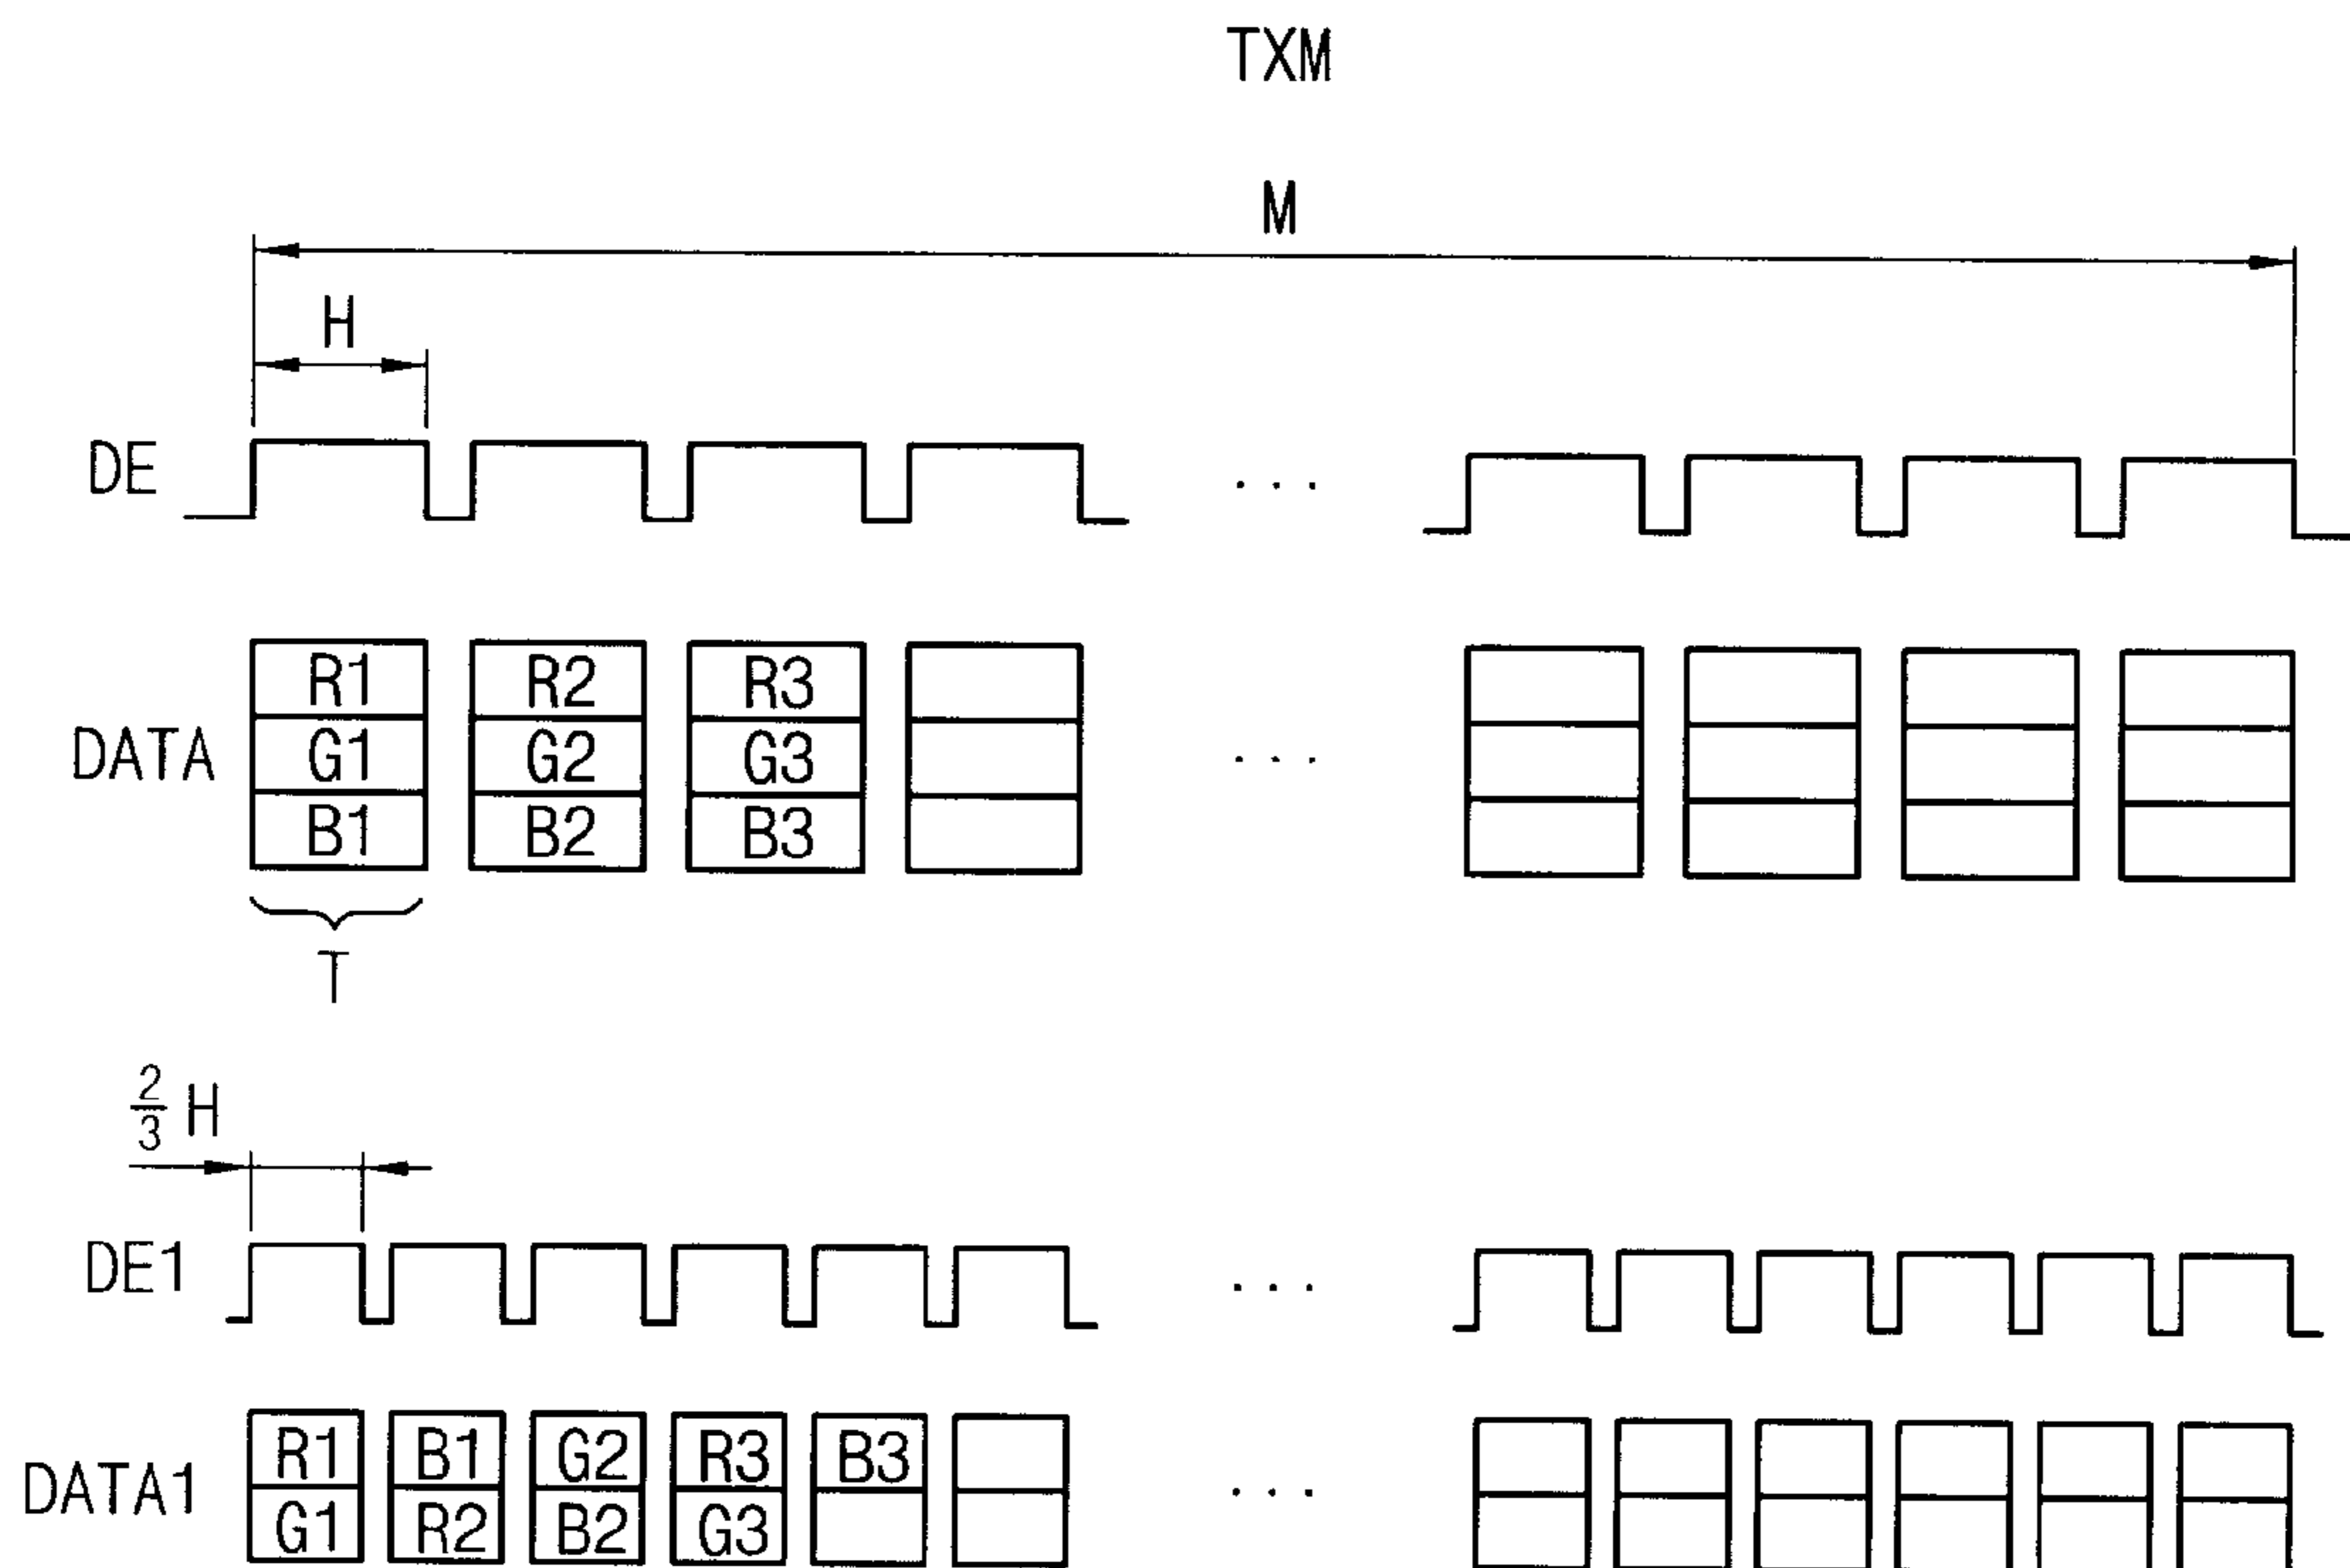 TXM
M
H
DE
...
DATA
R1 R2 R3
G1 G2 G3
B1 B2 B3
...
T
2/3 H
DE1
...
DATA1
R1 B1 G2 R3 B3
G1 R2 B2 G3
...